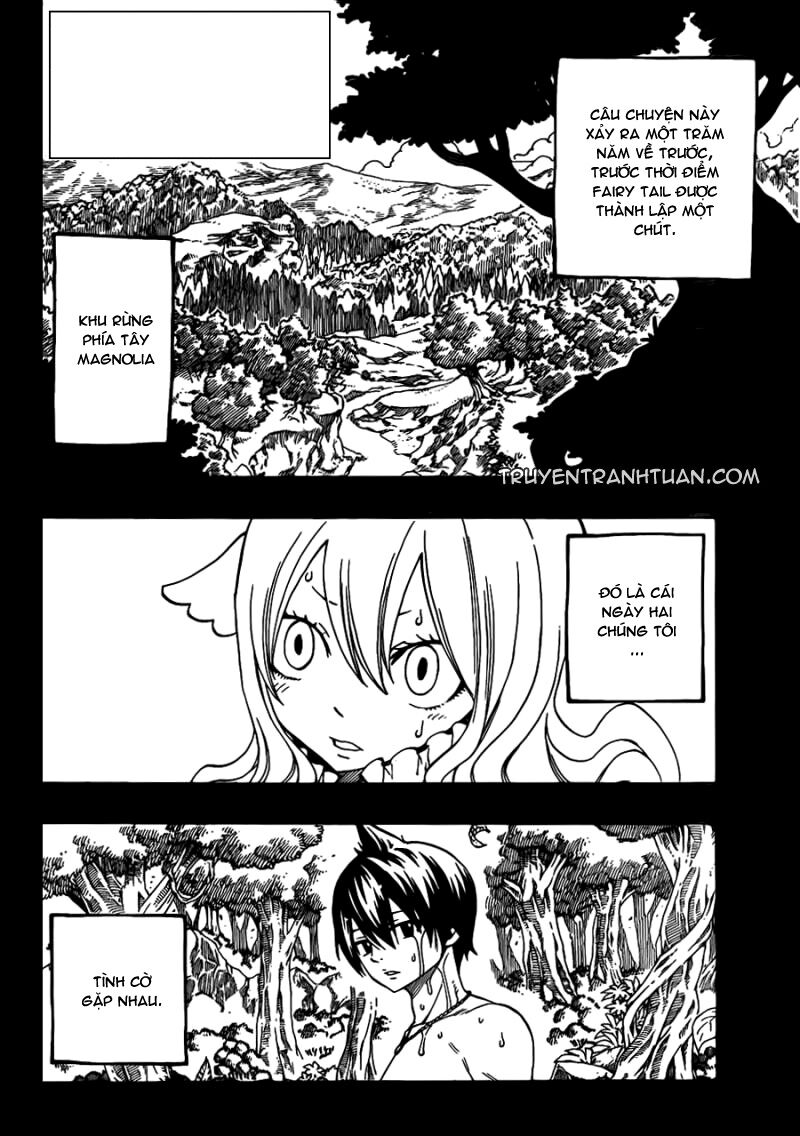 CÂU CHUYỆN NÀY
XẢY RA MỘT TRĂM
NĂM VỀ TRƯỚC,
TRƯỚC THỜI ĐIỂM
FAIRY TAIL ĐƯỢC
THÀNH LẬP MỘT
CHÚT.
KHU RỪNG
PHÍA TÂY
MAGNOLIA
TRUYENTRANHTUAN.COM
ĐÓ LÀ CÁI
NGÀY HAI
CHÚNG TÔI
...
TÌNH CỜ
GẶP NHAU.